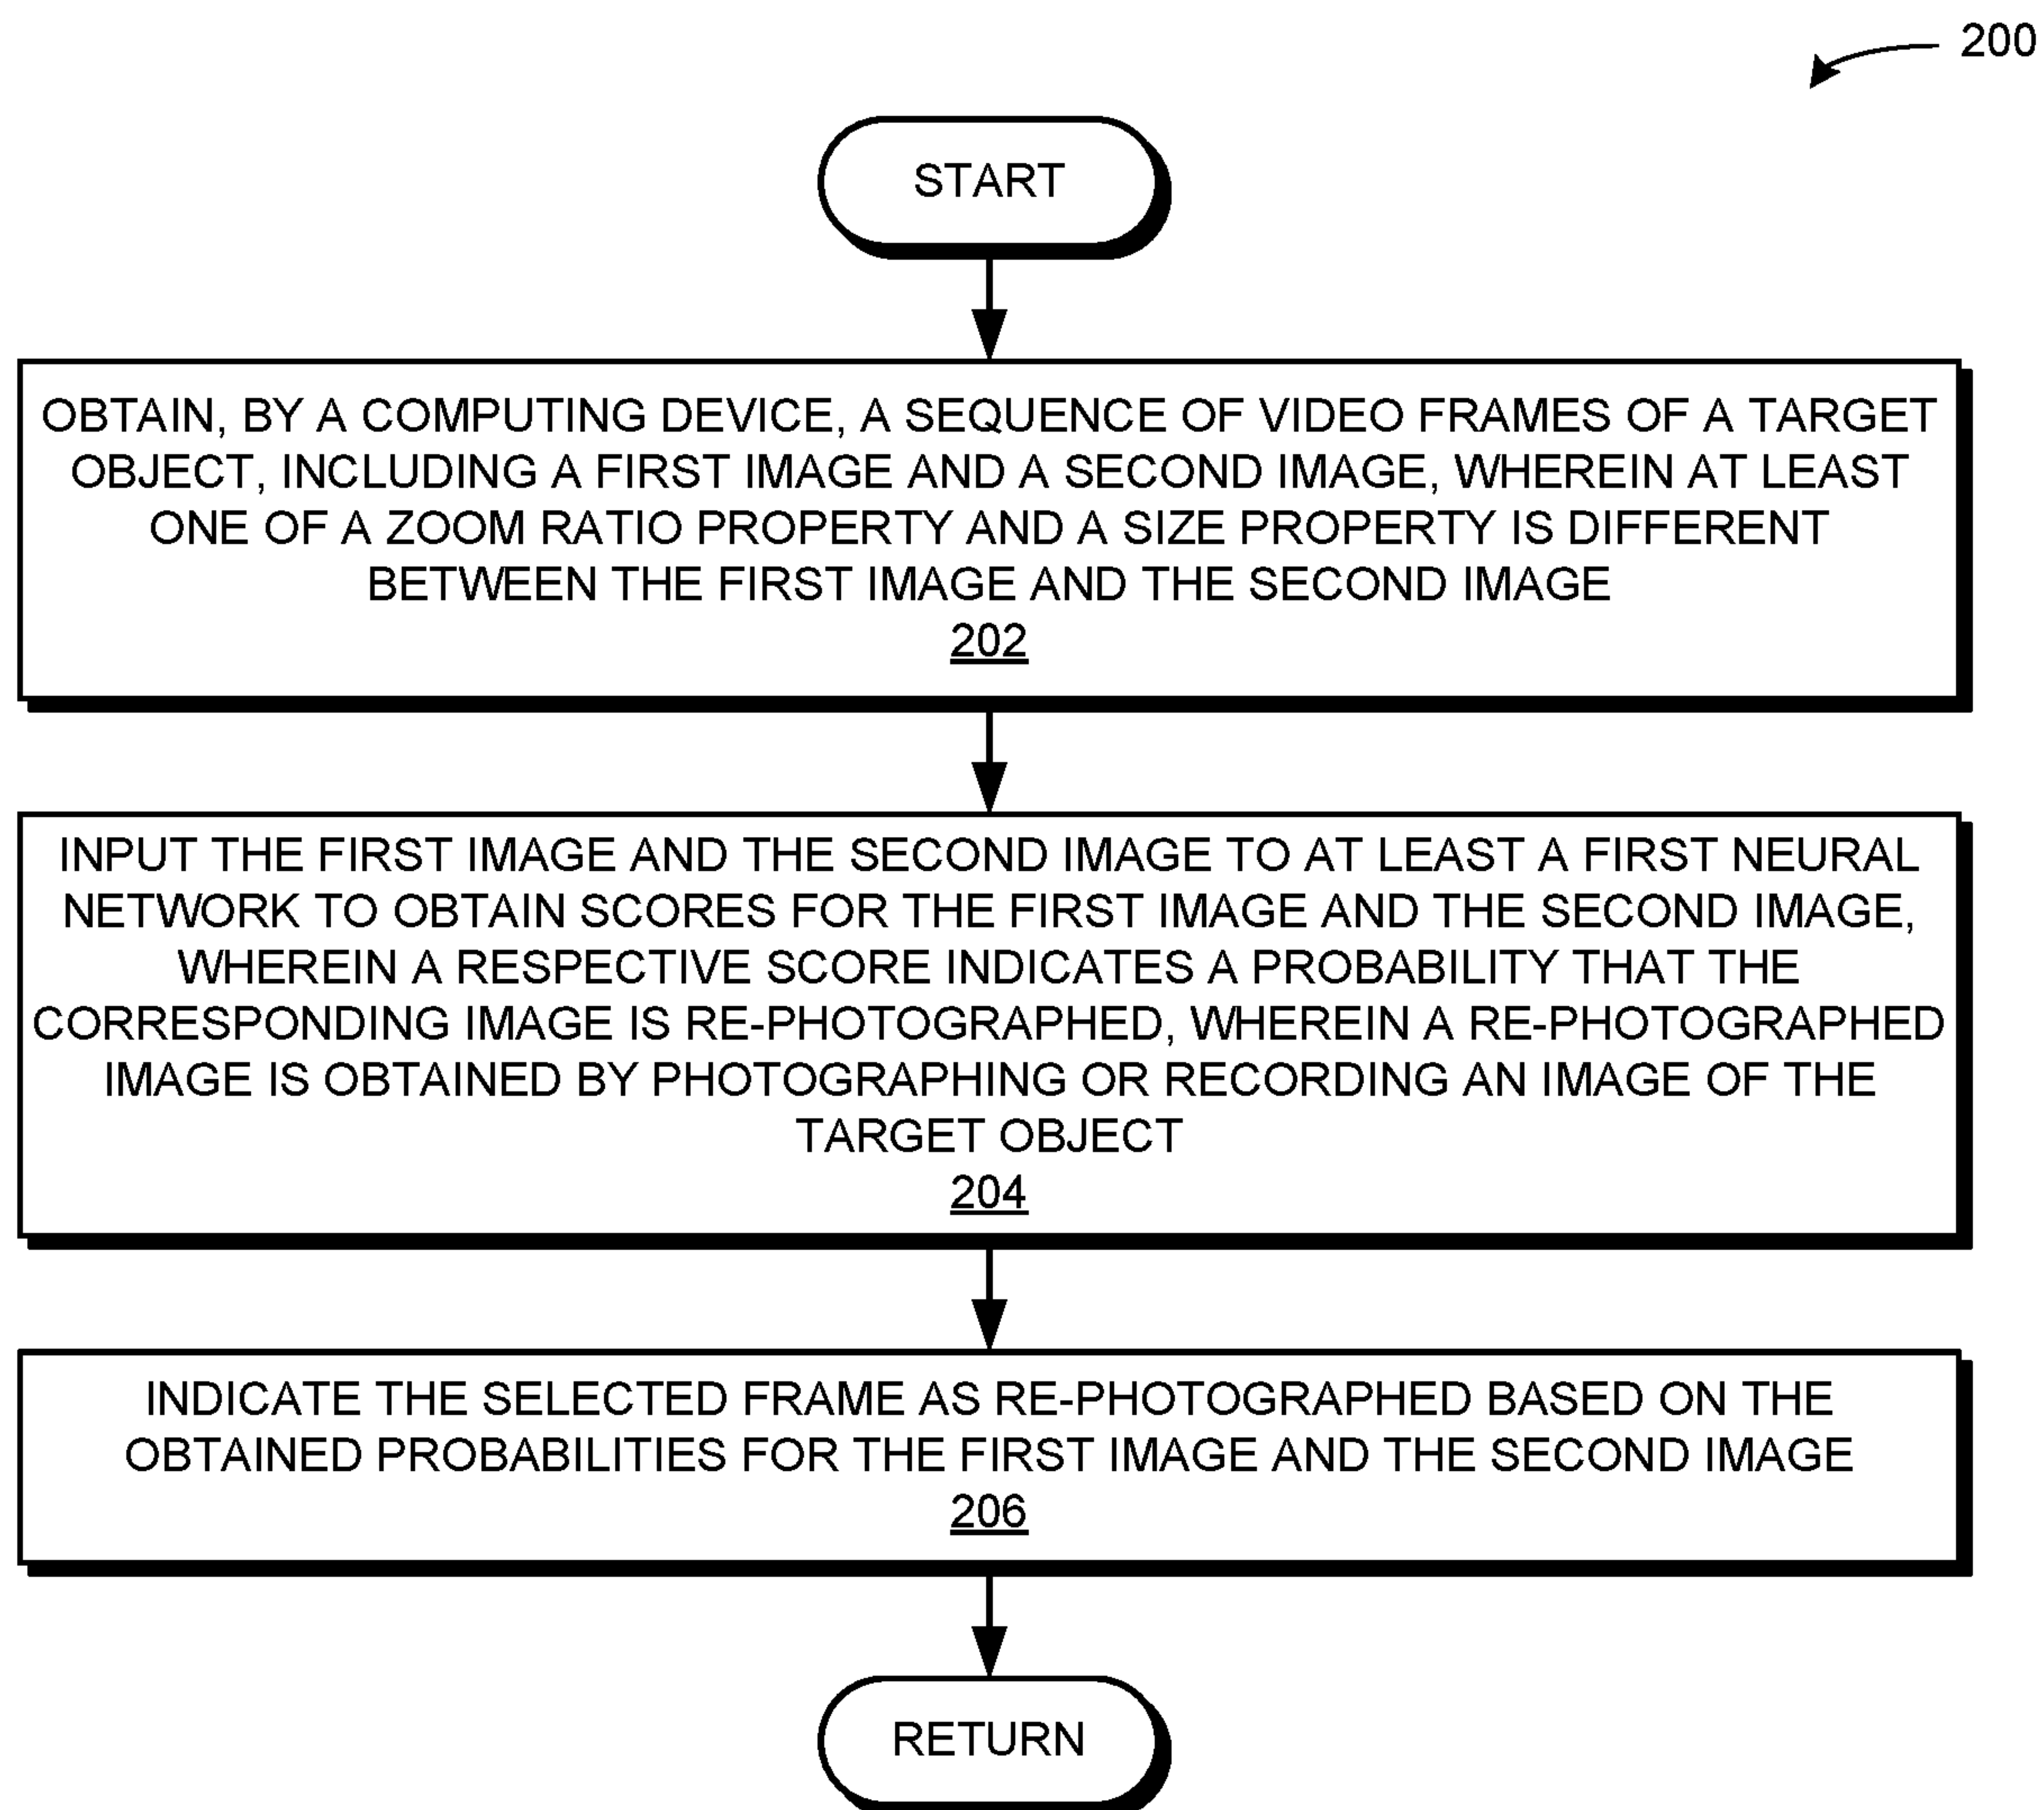 200
START
OBTAIN, BY A COMPUTING DEVICE, A SEQUENCE OF VIDEO FRAMES OF A TARGET
OBJECT, INCLUDING A FIRST IMAGE AND A SECOND IMAGE, WHEREIN AT LEAST
ONE OF A ZOOM RATIO PROPERTY AND A SIZE PROPERTY IS DIFFERENT
BETWEEN THE FIRST IMAGE AND THE SECOND IMAGE
202
INPUT THE FIRST IMAGE AND THE SECOND IMAGE TO AT LEAST A FIRST NEURAL
NETWORK TO OBTAIN SCORES FOR THE FIRST IMAGE AND THE SECOND IMAGE,
WHEREIN A RESPECTIVE SCORE INDICATES A PROBABILITY THAT THE
CORRESPONDING IMAGE IS RE-PHOTOGRAPHED, WHEREIN A RE-PHOTOGRAPHED
IMAGE IS OBTAINED BY PHOTOGRAPHING OR RECORDING AN IMAGE OF THE
TARGET OBJECT
204
INDICATE THE SELECTED FRAME AS RE-PHOTOGRAPHED BASED ON THE
OBTAINED PROBABILITIES FOR THE FIRST IMAGE AND THE SECOND IMAGE
206
RETURN